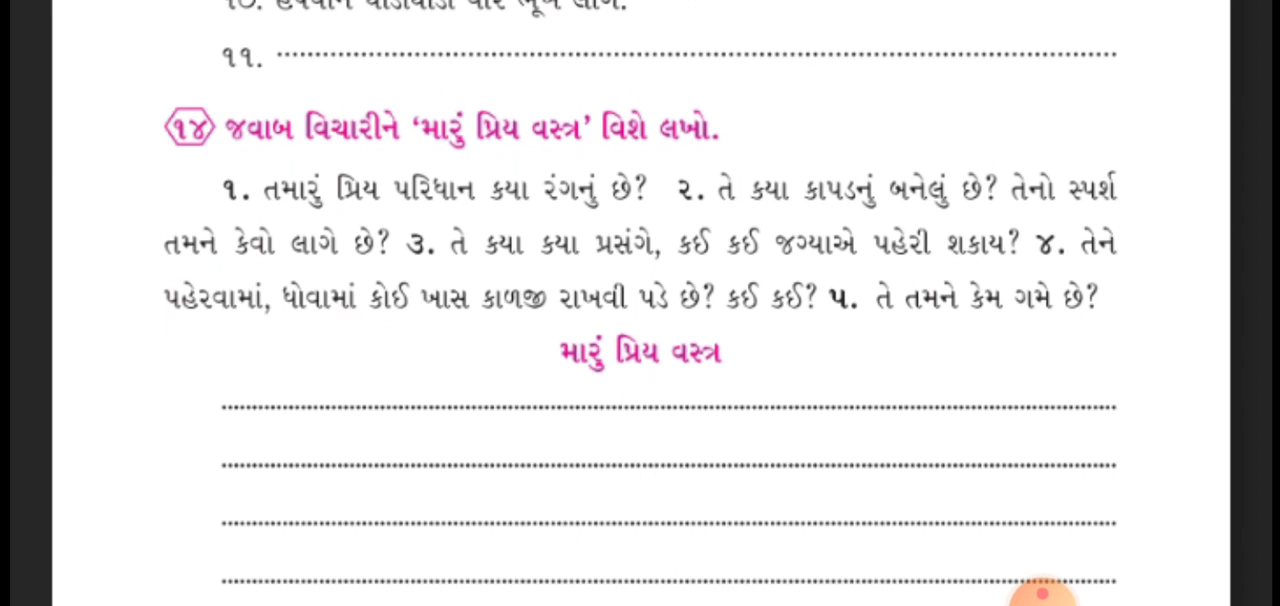 ૧૧.
૧૪ જવાબ વિચારીને ‘મારું પ્રિય વસ્ત્ર’ વિશે લખો.
૧. તમારું પ્રિય પરિધાન કયા રંગનું છે? ૨. તે કયા કાપડનું બનેલું છે? તેનો સ્પર્શ
તમને કેવો લાગે છે? ૩. તે કયા કયા પ્રસંગે, કઈ કઈ જગ્યાએ પહેરી શકાય? ૪. તેને
પહેરવામાં, ધોવામાં કોઈ ખાસ કાળજી રાખવી પડે છે? કઈ કઈ? ૫. તે તમને કેમ ગમે છે?
મારું પ્રિય વસ્ત્ર